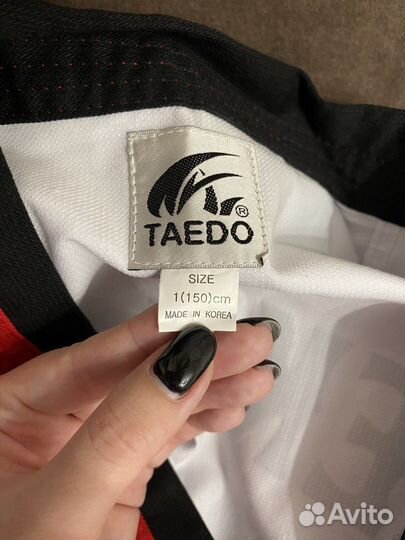 ®
TAEDO
SIZE
1(150)cm
MADE IN KOREA
Avito